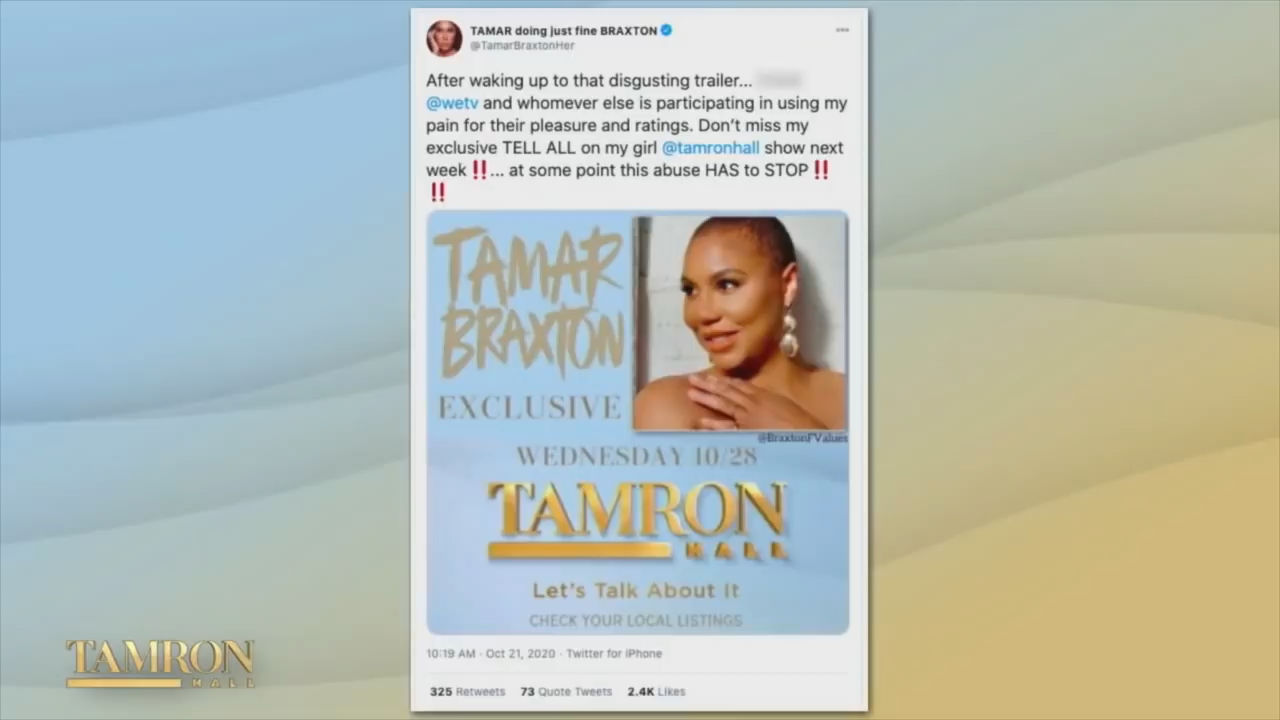 TAMAR doing just fine BRAXTON
@TamarBraxtonHer
After waking up to that disgusting trailer...
@wetv and whomever else is participating in using my
pain for their pleasure and ratings. Don't miss my
exclusive TELL ALL on my girl @tamronhall show next
week ‼️... at some point this abuse HAS to STOP ‼️
‼️
TAMAR
BRAXTON
EXCLUSIVE
@BraxtonFValues
WEDNESDAY 10/28
TAMRON
HALL
Let's Talk About It
CHECK YOUR LOCAL LISTINGS
10:19 AM · Oct 21, 2020 · Twitter for iPhone
325 Retweets 73 Quote Tweets 2.4K Likes
TAMRON
HALL